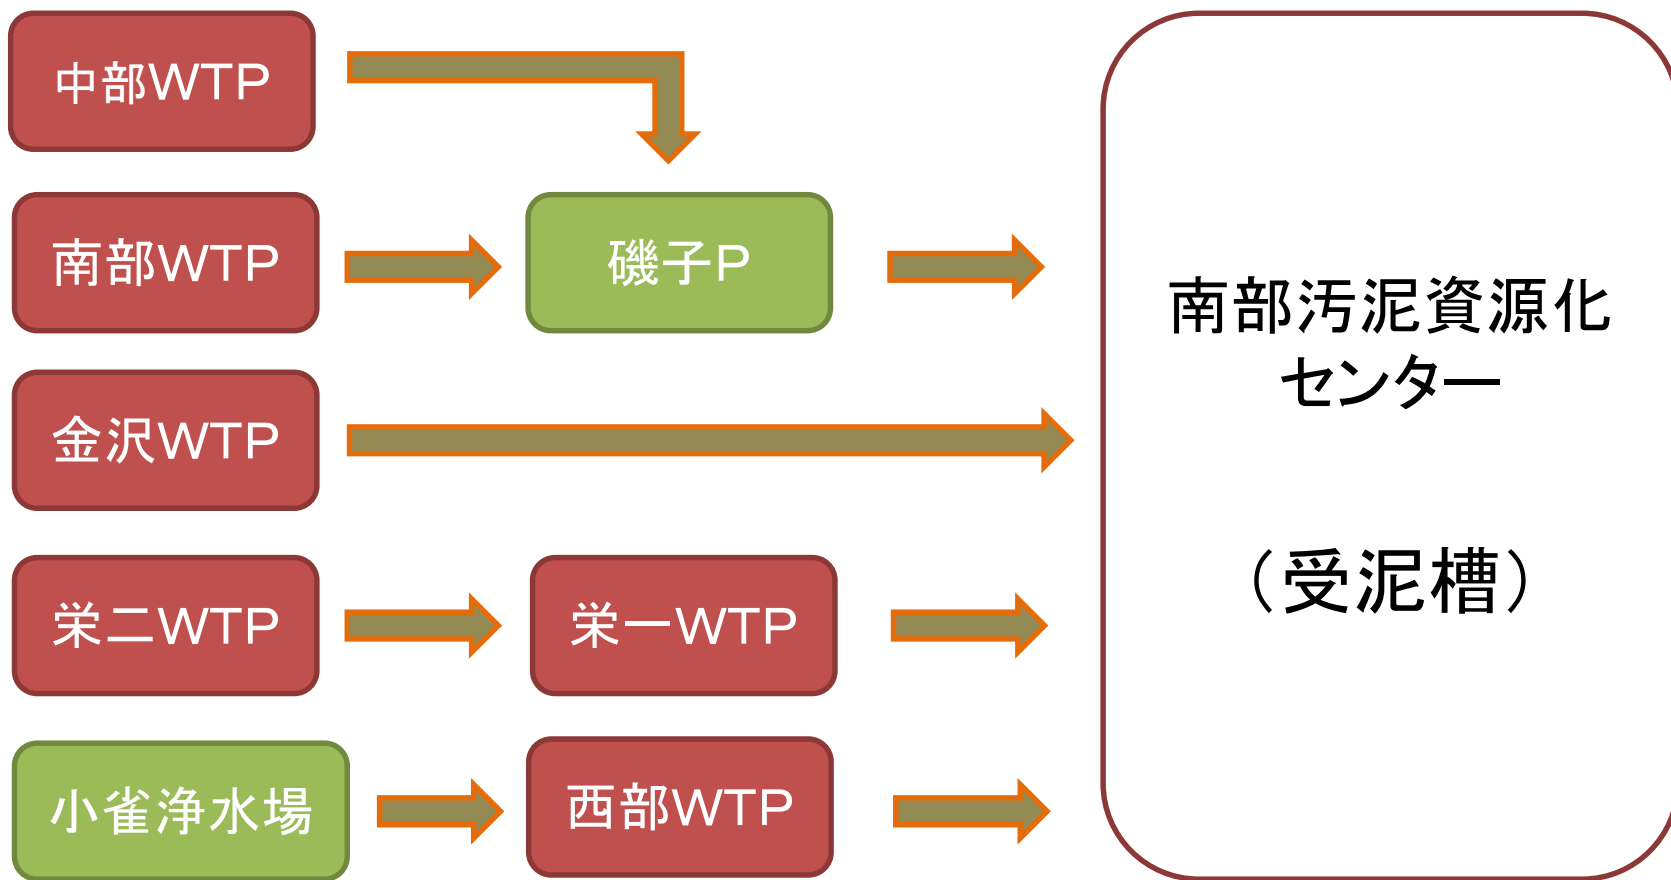 中部WTP
南部WTP
磯子P
金沢WTP
南部汚泥資源化
センター
（受泥槽）
栄二WTP
栄一WTP
小雀浄水場
西部WTP